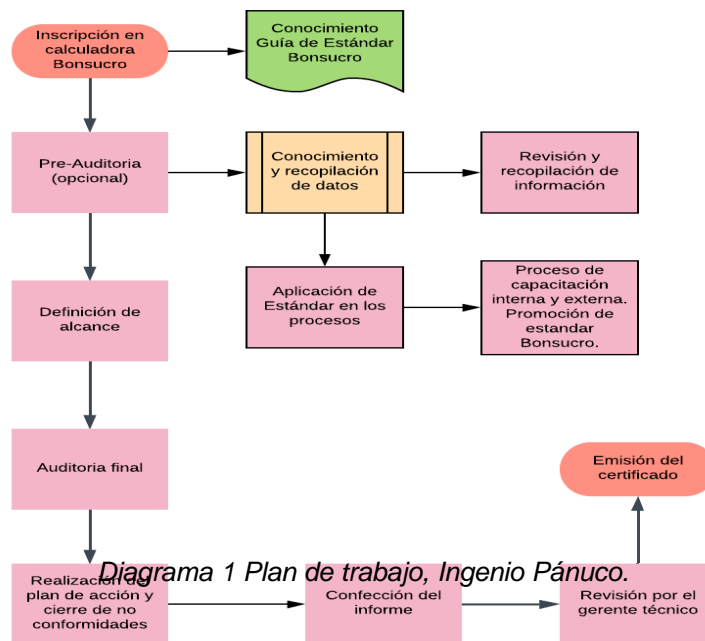 Inscripción en
calculadora
Bonsucro
Conocimiento
Guía de Estándar
Bonsucro
Pre-Auditoria
(opcional)
Conocimiento
y recopilación
de datos
Revisión y
recopilación de
información
Definición de
alcance
Aplicación de
Estándar en los
procesos
Proceso de
capacitación
interna y externa.
Promoción de
estandar
Bonsucro.
Auditoria final
Emisión del
certificado
Diagrama 1 Plan de trabajo, Ingenio Pánuco.
Realización del
plan de acción y
cierre de no
conformidades
Confección del
informe
Revisión por el
gerente técnico